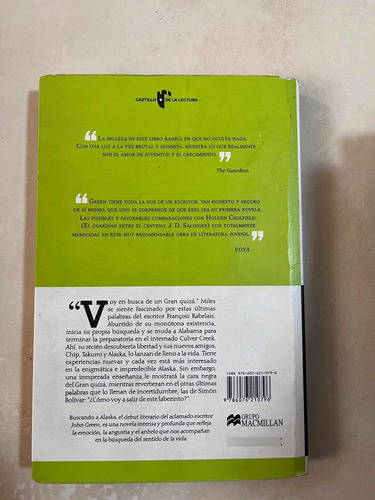 CASTILLO DE LA LECTURA
“LA BELLEZA DE ESTE LIBRO RADICA EN QUE NO OCULTA NADA.
CON UNA LUZ A LA VEZ BRUTAL Y HONESTA, MUESTRA LO QUE REALMENTE
SON EL AMOR DE JUVENTUD Y EL CRECIMIENTO.”
The Guardian
“GREEN TIENE TODA LA VOZ DE UN ESCRITOR, TAN HONESTO Y SEGURO
DE SÍ MISMO, QUE UNO SE SORPRENDE DE QUE ÉSTA SEA SU PRIMERA NOVELA.
LAS POSIBLES Y FAVORABLES COMPARACIONES CON HOLDEN CAULFIELD
(EL GUARDIÁN ENTRE EL CENTENO, J. D. SALINGER) SON TOTALMENTE
MERECIDAS EN ESTA MUY RECOMENDABLE OBRA DE LITERATURA JUVENIL.”
VOYA
“Voy en busca de un Gran quizá.” Miles
se siente fascinado por estas últimas
palabras del escritor François Rabelais.
Aburrido de su monótona existencia,
inicia su propia búsqueda y se muda a Alabama para
terminar la preparatoria en el internado Culver Creek.
Ahí, su recién descubierta libertad y sus nuevos amigos,
Chip, Takumi y Alaska, lo lanzan de lleno a la vida. Tiene
experiencias nuevas y cada vez está más interesado
en la enigmática e impredecible Alaska. Sin embargo,
una inesperada enseñanza le mostrará la cara negra
del Gran quizá, mientras reverberan en él otras últimas
palabras que lo llenan de incertidumbre, las de Simón
Bolívar: “¿Cómo voy a salir de este laberinto?”.
Buscando a Alaska, el debut literario del aclamado escritor
John Green, es una novela intensa y profunda que refleja
la emoción, la angustia y el anhelo que nos acompañan
en la búsqueda del sentido de la vida.
ISBN 978-607-621-079-6
9 786076 210796
GRUPO
MACMILLAN